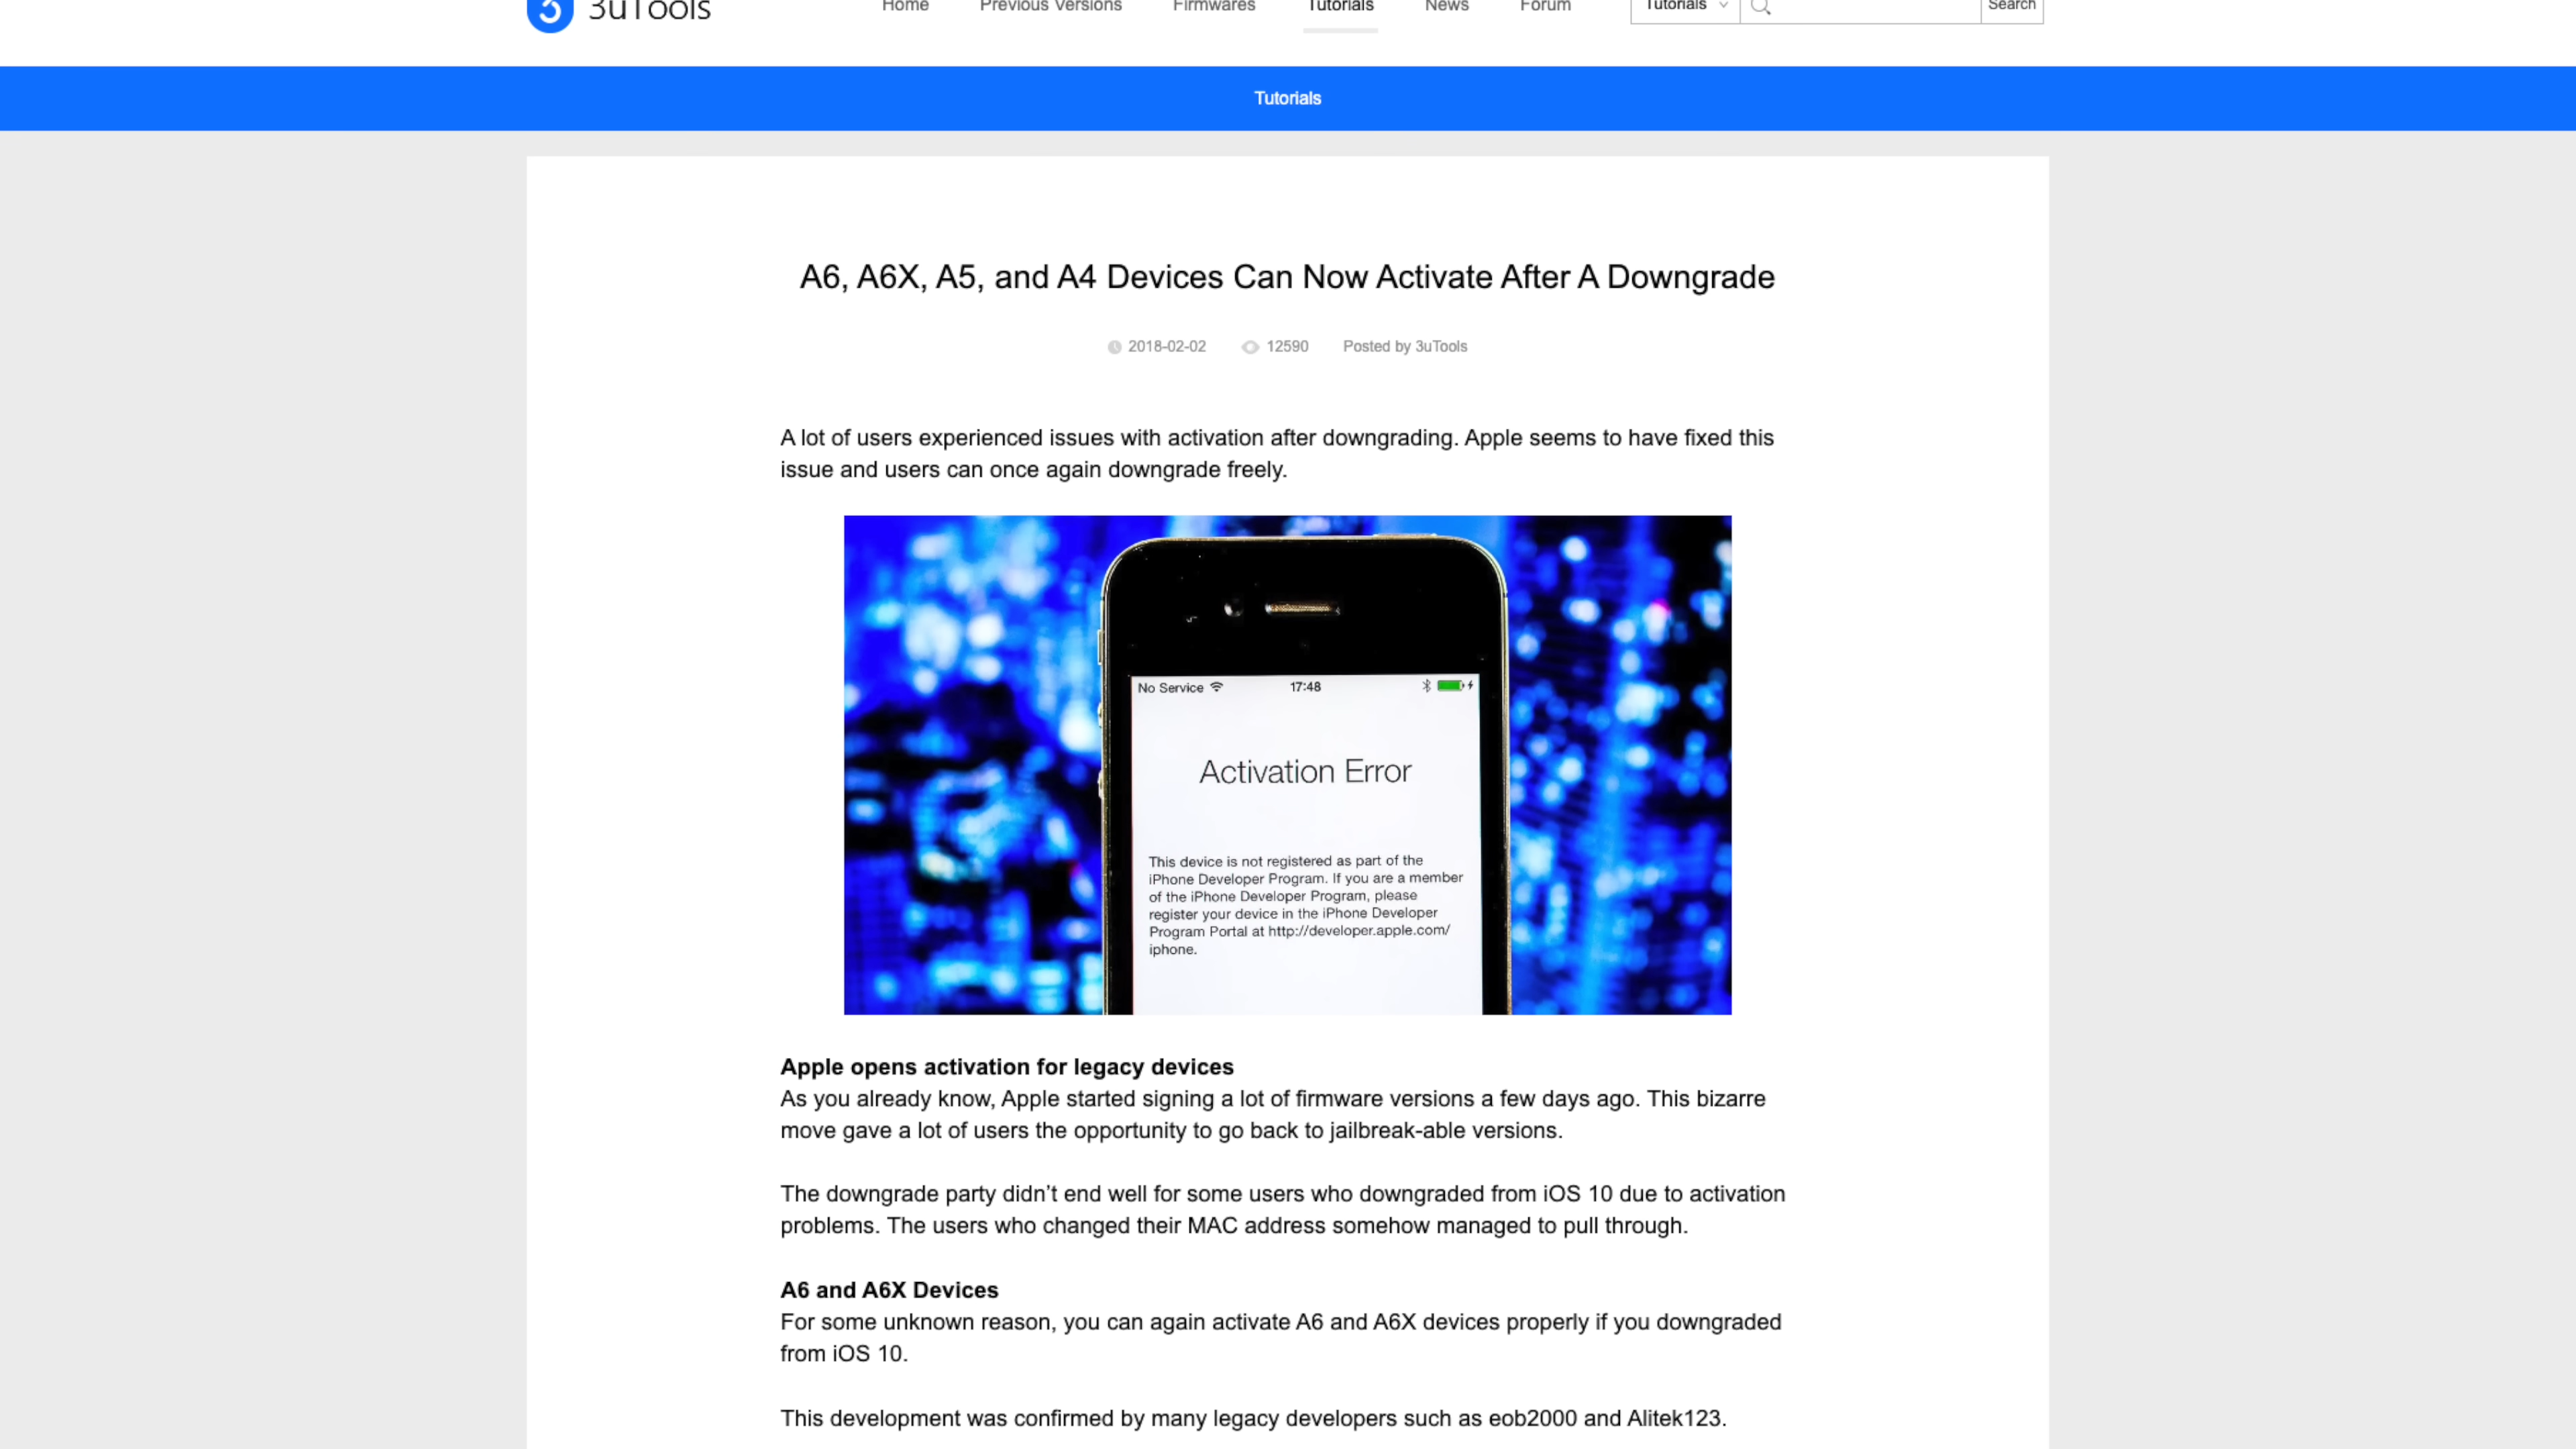 3uTools
Home Previous Versions Firmwares Tutorials News Forum Tutorials Search
Tutorials
A6, A6X, A5, and A4 Devices Can Now Activate After A Downgrade
2018-02-02 12590 Posted by 3uTools
A lot of users experienced issues with activation after downgrading. Apple seems to have fixed this
issue and users can once again downgrade freely.
No Service 17:48
Activation Error
This device is not registered as part of the
iPhone Developer Program. If you are a member
of the iPhone Developer Program, please
register your device in the iPhone Developer
Program Portal at http://developer.apple.com/
iphone.
Apple opens activation for legacy devices
As you already know, Apple started signing a lot of firmware versions a few days ago. This bizarre
move gave a lot of users the opportunity to go back to jailbreak-able versions.
The downgrade party didn’t end well for some users who downgraded from iOS 10 due to activation
problems. The users who changed their MAC address somehow managed to pull through.
A6 and A6X Devices
For some unknown reason, you can again activate A6 and A6X devices properly if you downgraded
from iOS 10.
This development was confirmed by many legacy developers such as eob2000 and Alitek123.